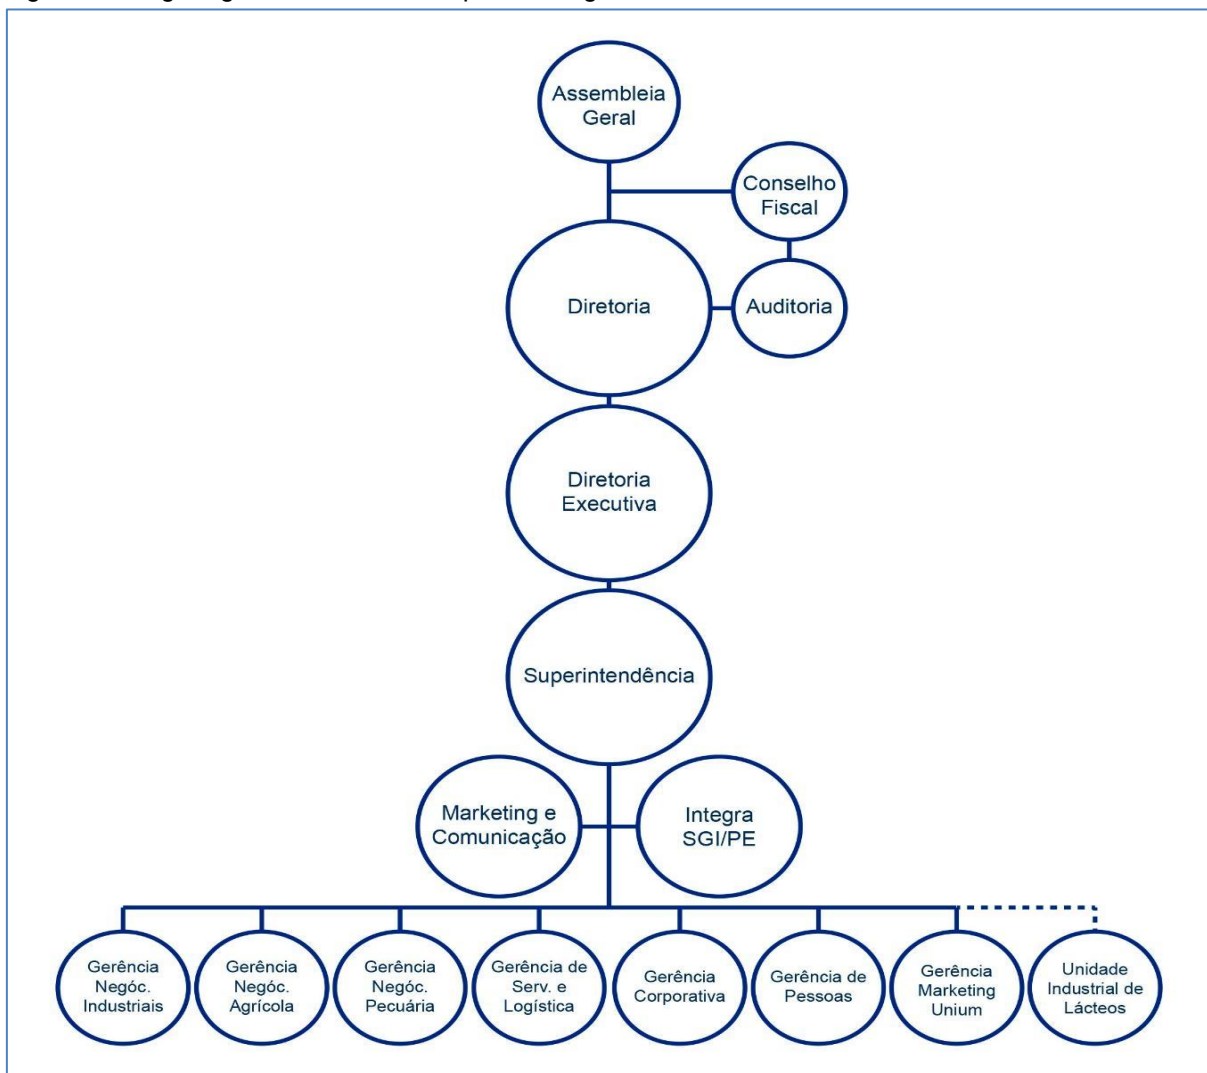 Assembleia
Geral
Conselho
Fiscal
Diretoria
Auditoria
Diretoria
Executiva
Superintendência
Marketing e
Comunicação
Integra
SGI/PE
Gerência
Negóc.
Industriais
Gerência
Negóc.
Agrícola
Gerência
Negóc.
Pecuária
Gerência de
Serv. e
Logística
Gerência
Corporativa
Gerência de
Pessoas
Gerência
Marketing
Unium
Unidade
Industrial de
Lácteos